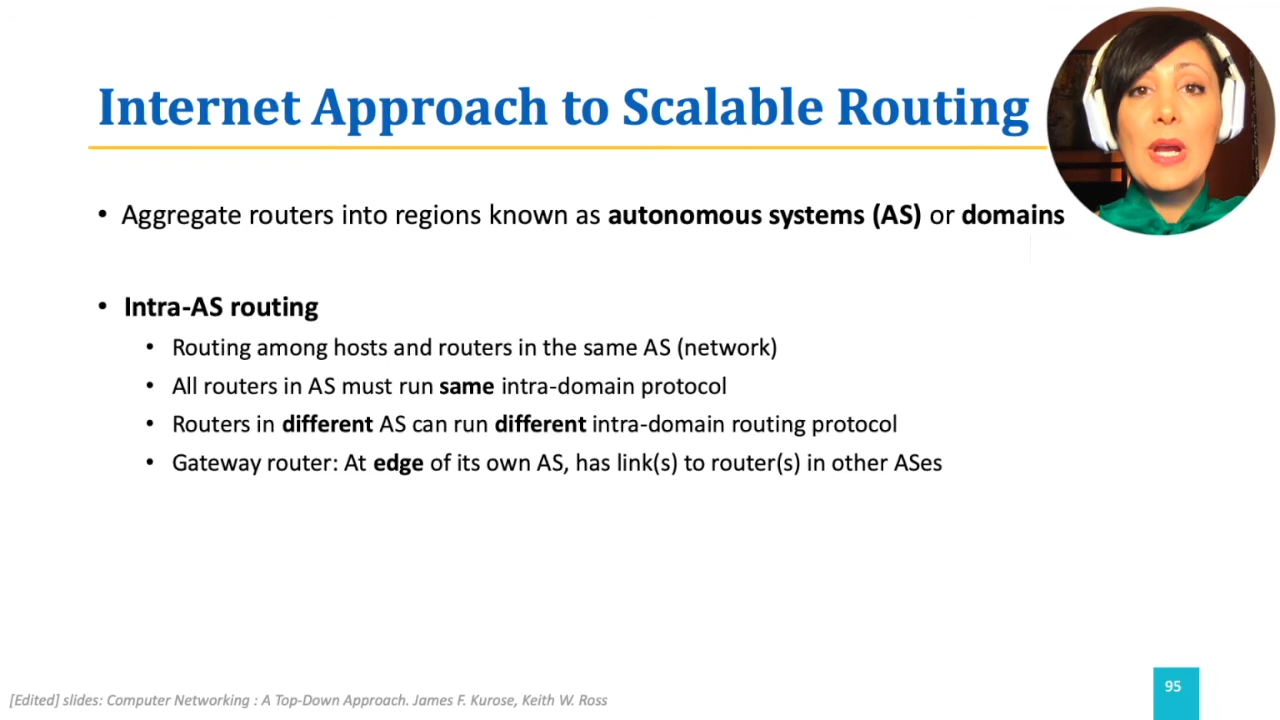 Internet Approach to Scalable Routing
• Aggregate routers into regions known as autonomous systems (AS) or domains
• Intra-AS routing
• Routing among hosts and routers in the same AS (network)
• All routers in AS must run same intra-domain protocol
• Routers in different AS can run different intra-domain routing protocol
• Gateway router: At edge of its own AS, has link(s) to router(s) in other ASes
[Edited] slides: Computer Networking : A Top-Down Approach. James F. Kurose, Keith W. Ross
95